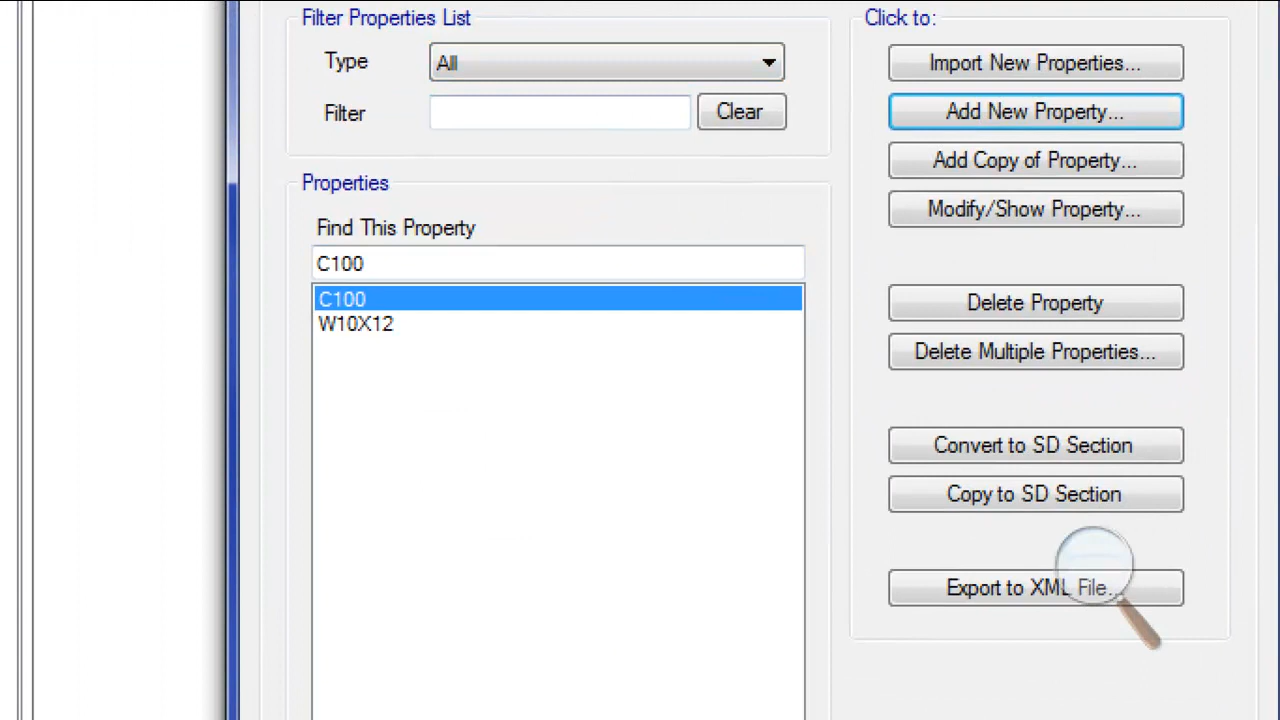 Filter Properties List
Type
All
Filter
Clear
Properties
Find This Property
C100
C100
W10X12
Click to:
Import New Properties...
Add New Property...
Add Copy of Property...
Modify/Show Property...
Delete Property
Delete Multiple Properties...
Convert to SD Section
Copy to SD Section
Export to XML File...